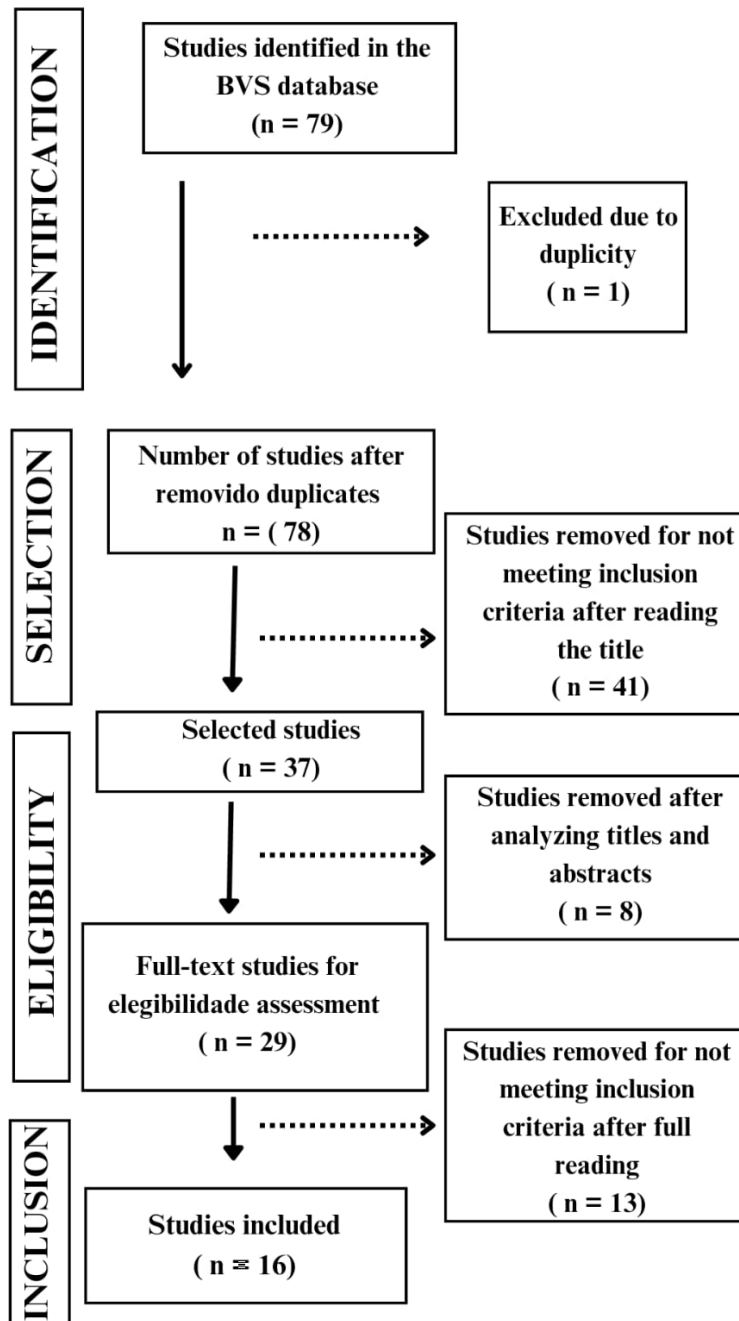 IDENTIFICATION
Studies identified in the
BVS database
(n = 79)
Excluded due to
duplicity
( n = 1)
SELECTION
Number of studies after
removido duplicates
n = ( 78)
Studies removed for not
meeting inclusion
criteria after reading
the title
( n = 41)
Selected studies
( n = 37)
ELIGIBILITY
Studies removed after
analyzing titles and
abstracts
( n = 8)
Full-text studies for
elegibilidade assessment
( n = 29)
Studies removed for not
meeting inclusion
criteria after full
reading
( n = 13)
INCLUSION
Studies included
( n = 16)